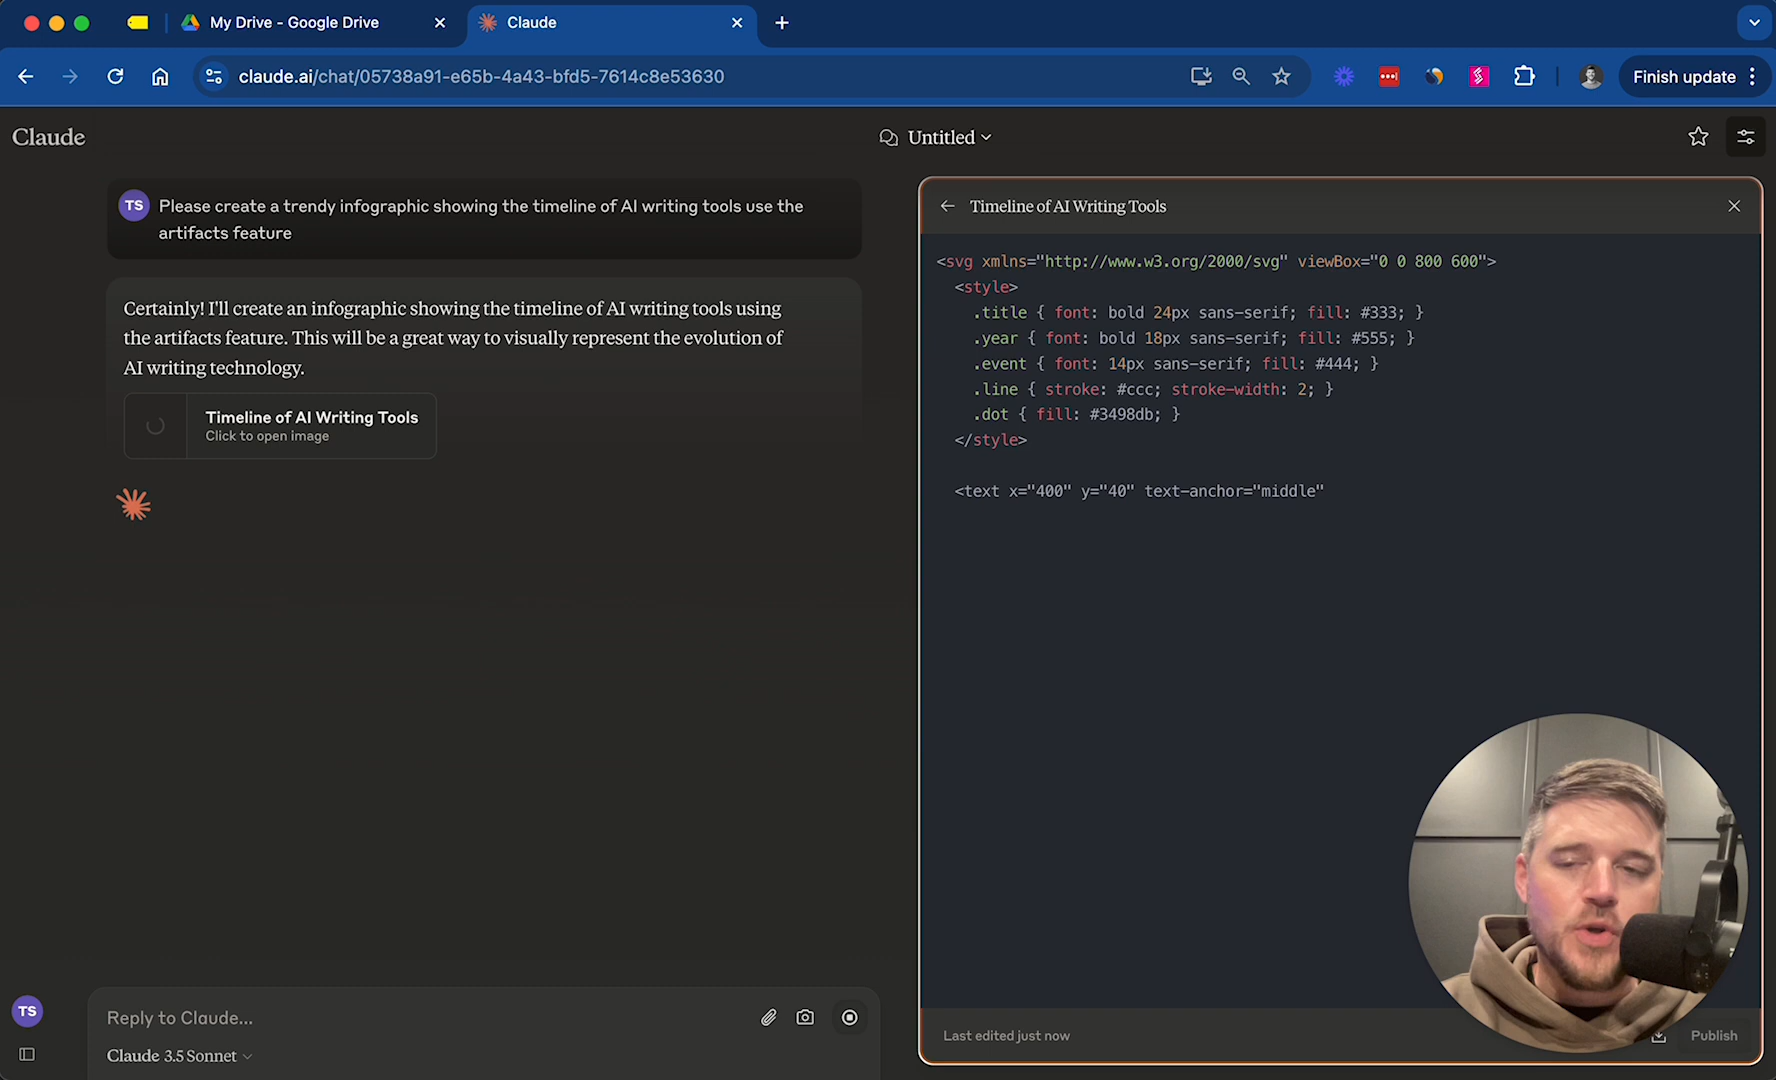 My Drive - Google Drive
Claude
claude.ai/chat/05738a91-e65b-4a43-bfd5-7614c8e53630
Finish update
Claude
Untitled
TS
Please create a trendy infographic showing the timeline of AI writing tools use the
artifacts feature
Certainly! I'll create an infographic showing the timeline of AI writing tools using
the artifacts feature. This will be a great way to visually represent the evolution of
AI writing technology.
Timeline of AI Writing Tools
Click to open image
TS
Reply to Claude...
Claude 3.5 Sonnet
Timeline of AI Writing Tools
<svg xmlns="http://www.w3.org/2000/svg" viewBox="0 0 800 600">
<style>
.title { font: bold 24px sans-serif; fill: #333; }
.year { font: bold 18px sans-serif; fill: #555; }
.event { font: 14px sans-serif; fill: #444; }
.line { stroke: #ccc; stroke-width: 2; }
.dot { fill: #3498db; }
</style>
<text x="400" y="40" text-anchor="middle"
Last edited just now
Publish